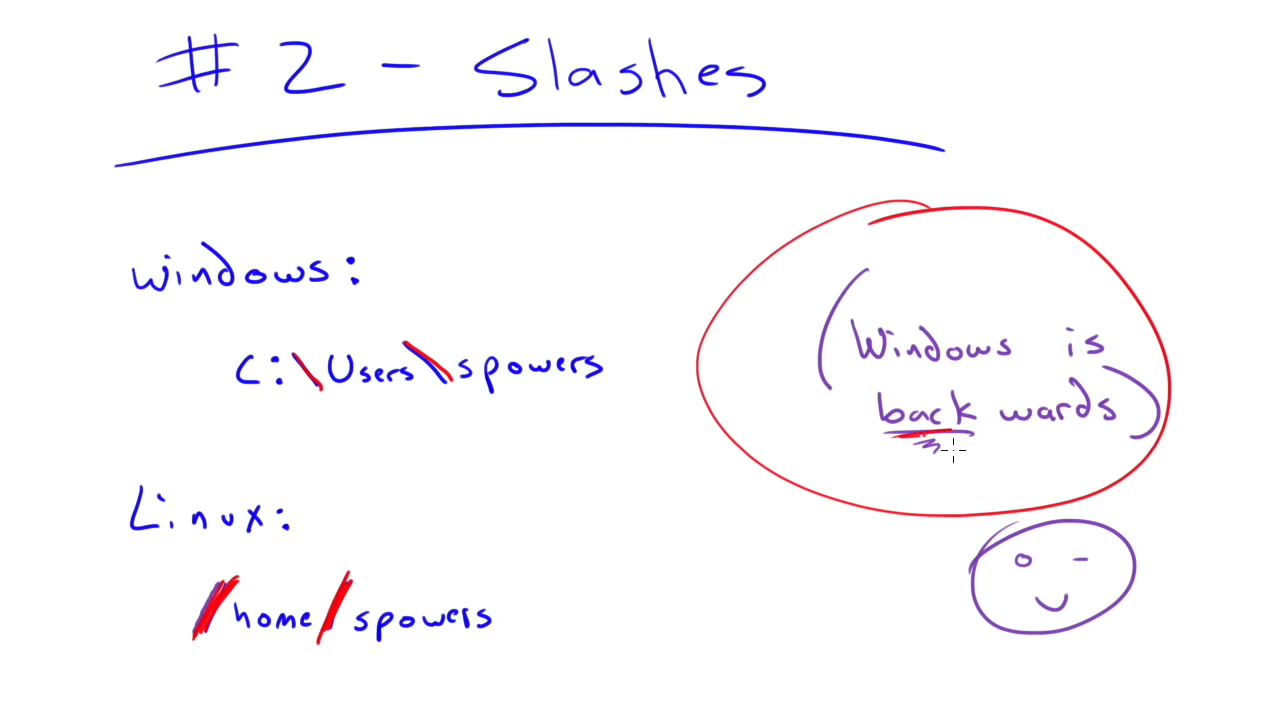 # 2 - Slashes
windows:
C:\Users\spowers
(Windows is
back wards)
Linux:
/home/spowers